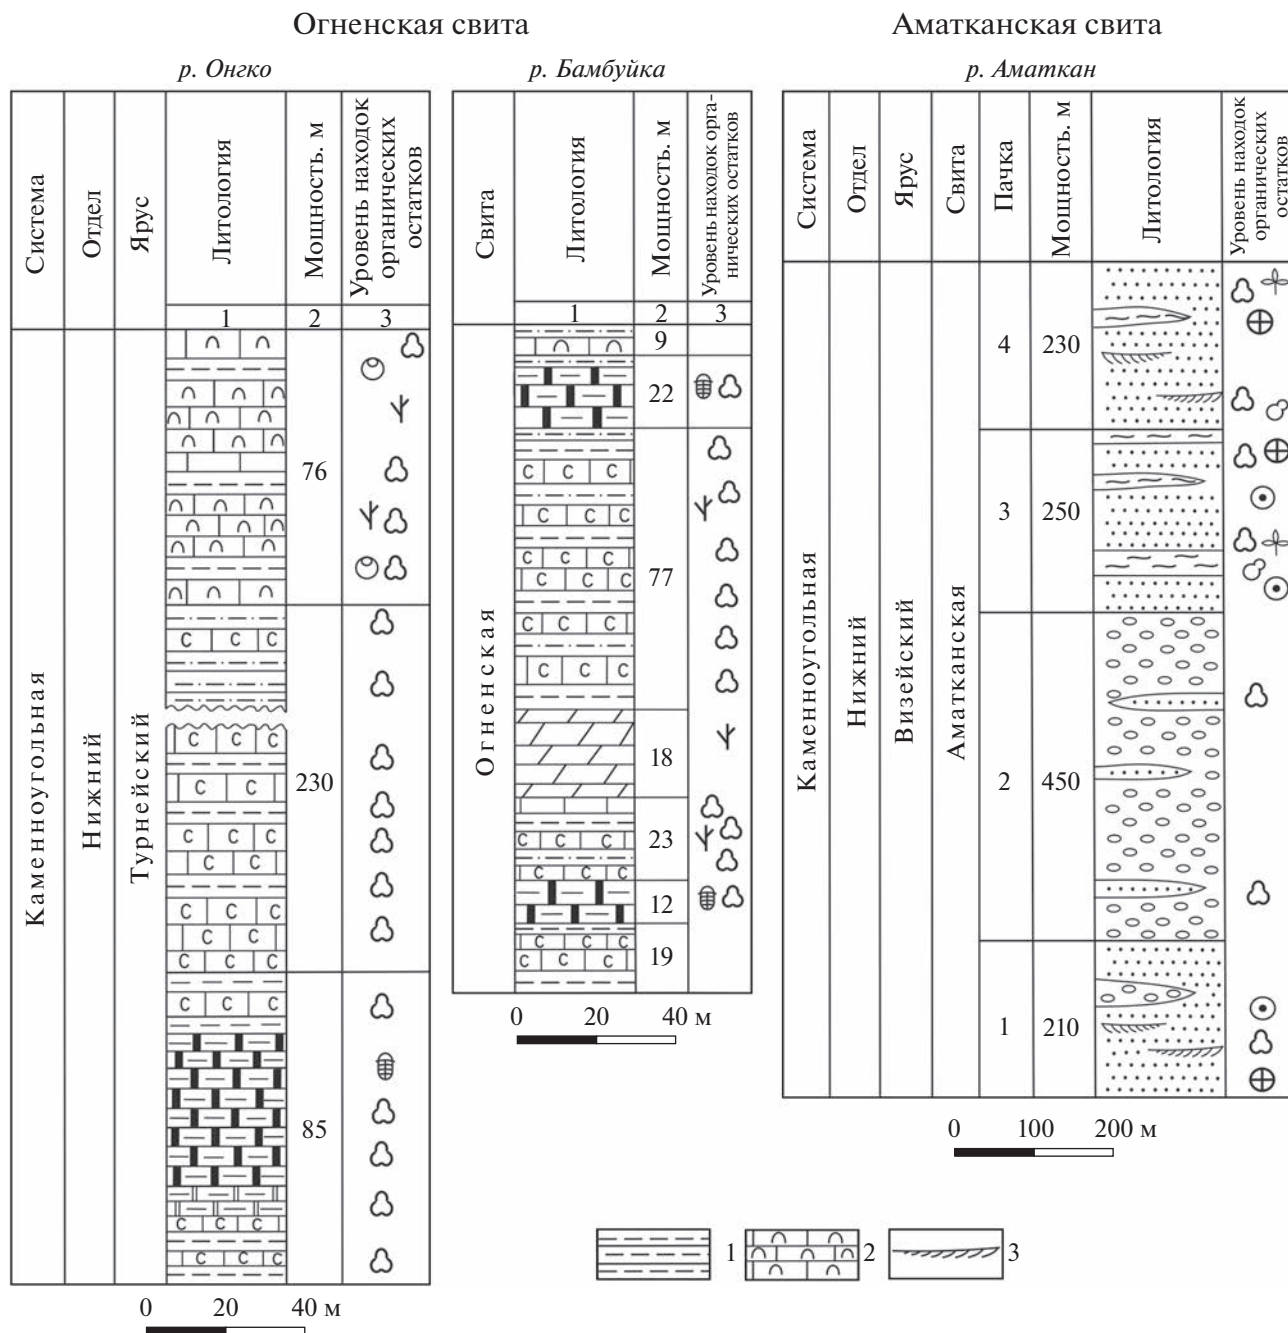 Огненская свита
Аматканская свита
р. Онгко
р. Бамбуйка
р. Аматкан
Система
Отдел
Ярус
Литология
Мощность. м
Уровень находок
органических
остатков
1
2
3
Каменноугольная
Нижний
Турнейский
76
230
85
с с с
с с
с с с
с с
с с с
с с
с с с
с с
с с с
с с с
с с с с
с с с
0 20 40 м
Свита
Литология
Мощность. м
Уровень находок орга-
нических остатков
1
2
3
Огненская
9
22
77
18
23
12
19
с с с
с с с
с с с
с с с
с с с
с с с
с с с
с с с
с с с
с с с
0 20 40 м
Система
Отдел
Ярус
Свита
Пачка
Мощность. м
Литология
Уровень находок
органических
остатков
Каменноугольная
Нижний
Визейский
Аматканская
4
230
3
250
2
450
1
210
0 100 200 м
1
2
3